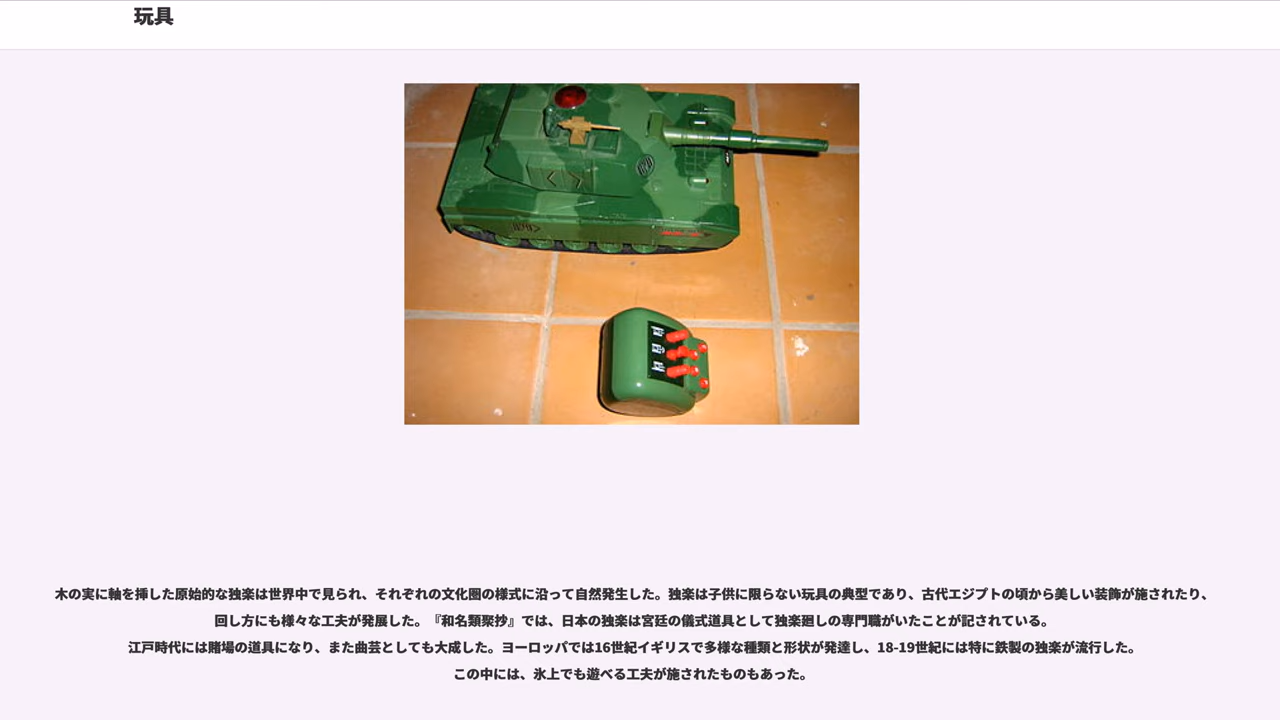 玩具
木の実に軸を挿した原始的な独楽は世界中で見られ、それぞれの文化圏の様式に沿って自然発生した。独楽は子供に限らない玩具の典型であり、古代エジプトの頃から美しい装飾が施されたり、
回し方にも様々な工夫が発展した。『和名類聚抄』では、日本の独楽は宮廷の儀式道具として独楽廻しの専門職がいたことが記されている。
江戸時代には賭場の道具になり、また曲芸としても大成した。ヨーロッパでは16世紀イギリスで多様な種類と形状が発達し、18-19世紀には特に鉄製の独楽が流行した。
この中には、氷上でも遊べる工夫が施されたものもあった。